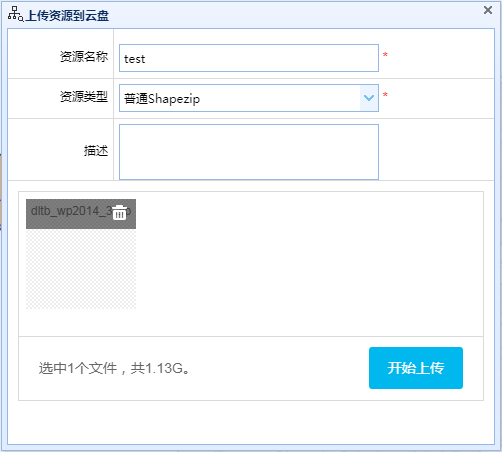 上传资源到云盘
资源名称 test *
资源类型 普通Shapezip *
描述
dltb_wp2014_3
选中1个文件，共1.13G。 开始上传